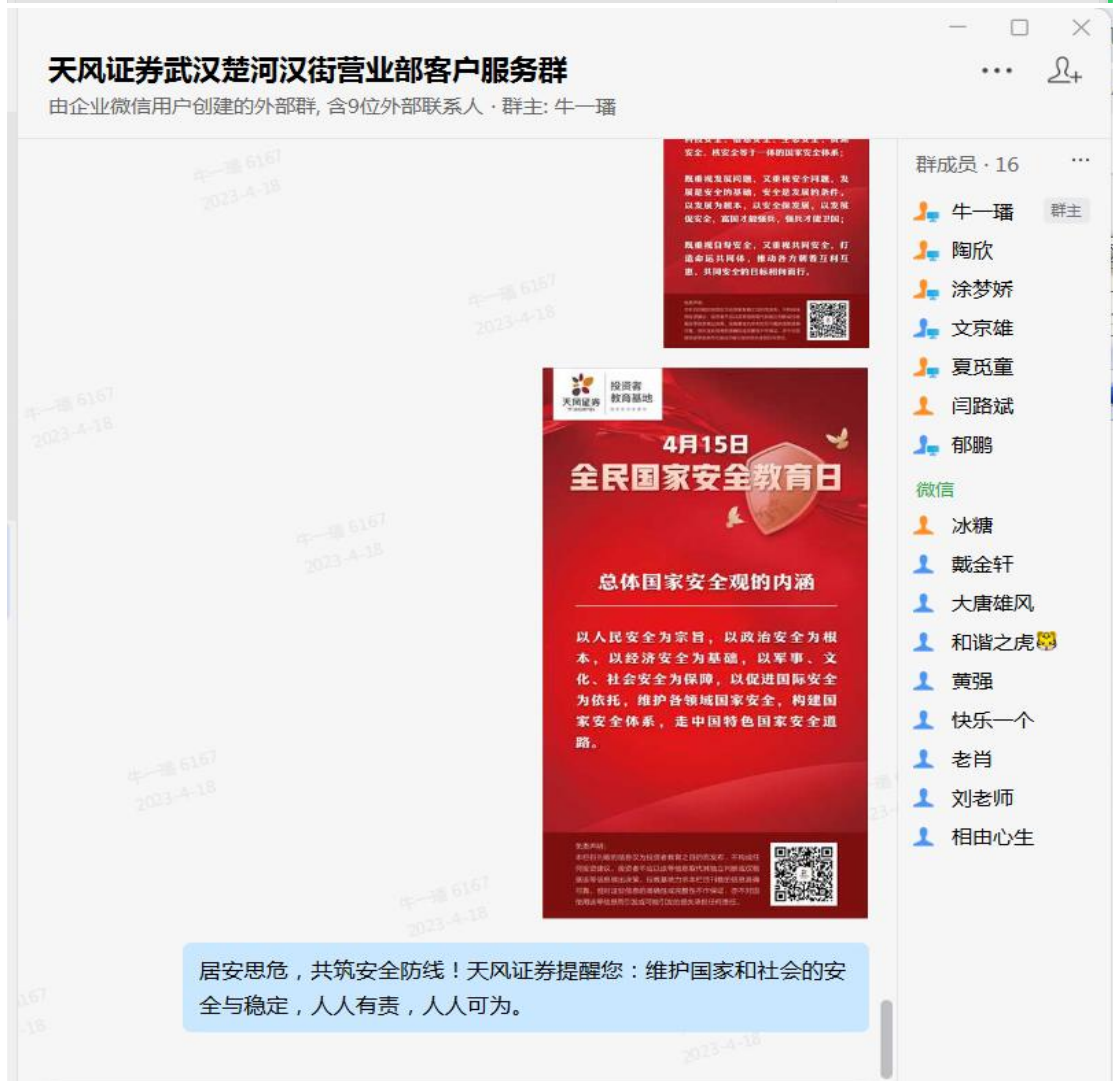 天风证券武汉楚河汉街营业部客户服务群
由企业微信用户创建的外部群, 含9位外部联系人 · 群主: 牛一璠
安全、核安全等于一体的国家安全体系；
既重视发展问题，又重视安全问题，发
展是安全的基础，安全是发展的条件，
以发展为根本，以安全保发展，以发展
促安全，富国才能强兵，强兵才能卫国；
既重视自身安全，又重视共同安全，打
造命运共同体，推动各方朝着互利互
惠、共同安全的目标相向而行。
天风证券
投资者
教育基地
4月15日
全民国家安全教育日
总体国家安全观的内涵
以人民安全为宗旨，以政治安全为根
本，以经济安全为基础，以军事、文
化、社会安全为保障，以促进国际安全
为依托，维护各领域国家安全，构建国
家安全体系，走中国特色国家安全道
路。
免责声明：
居安思危，共筑安全防线！天风证券提醒您：维护国家和社会的安
全与稳定，人人有责，人人可为。
群成员 · 16
牛一璠 群主
陶欣
涂梦娇
文京雄
夏觅童
闫路斌
郁鹏
微信
冰糖
戴金轩
大唐雄风
和谐之虎🐯
黄强
快乐一个
老肖
刘老师
相由心生
牛一璠 6167
2023-4-18